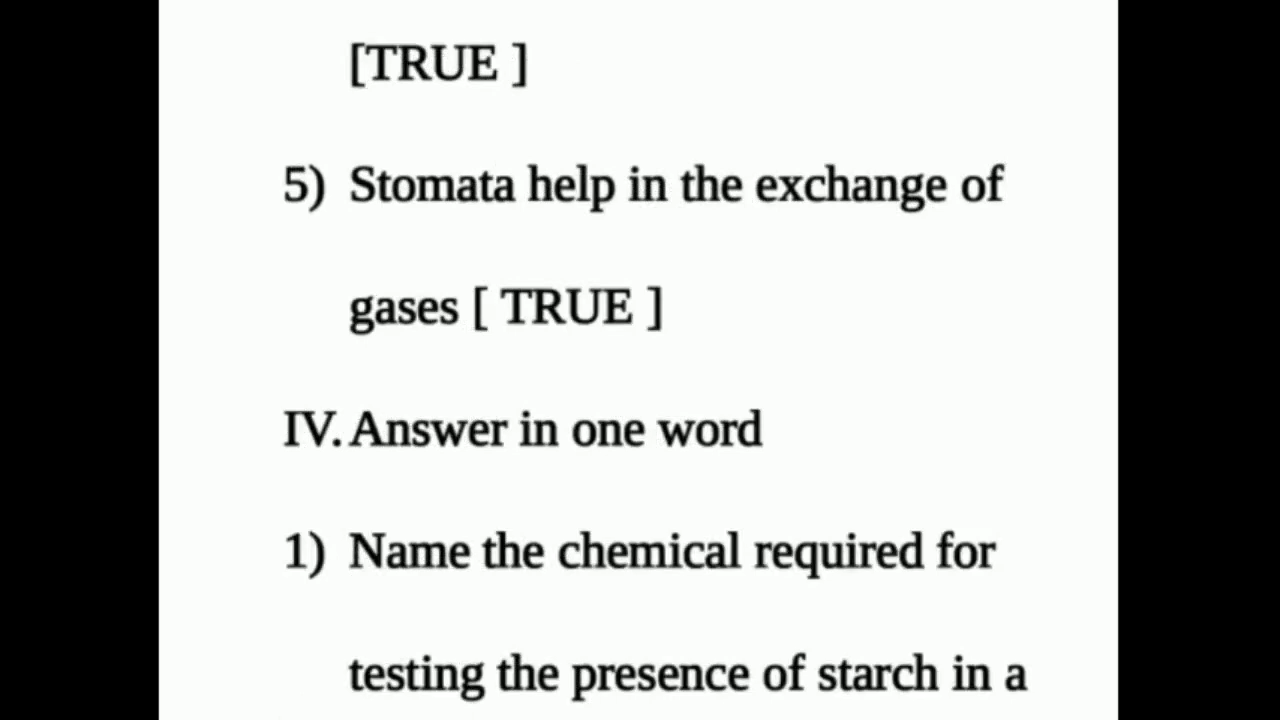 [TRUE ]
5) Stomata help in the exchange of
gases [ TRUE ]
IV. Answer in one word
1) Name the chemical required for
testing the presence of starch in a